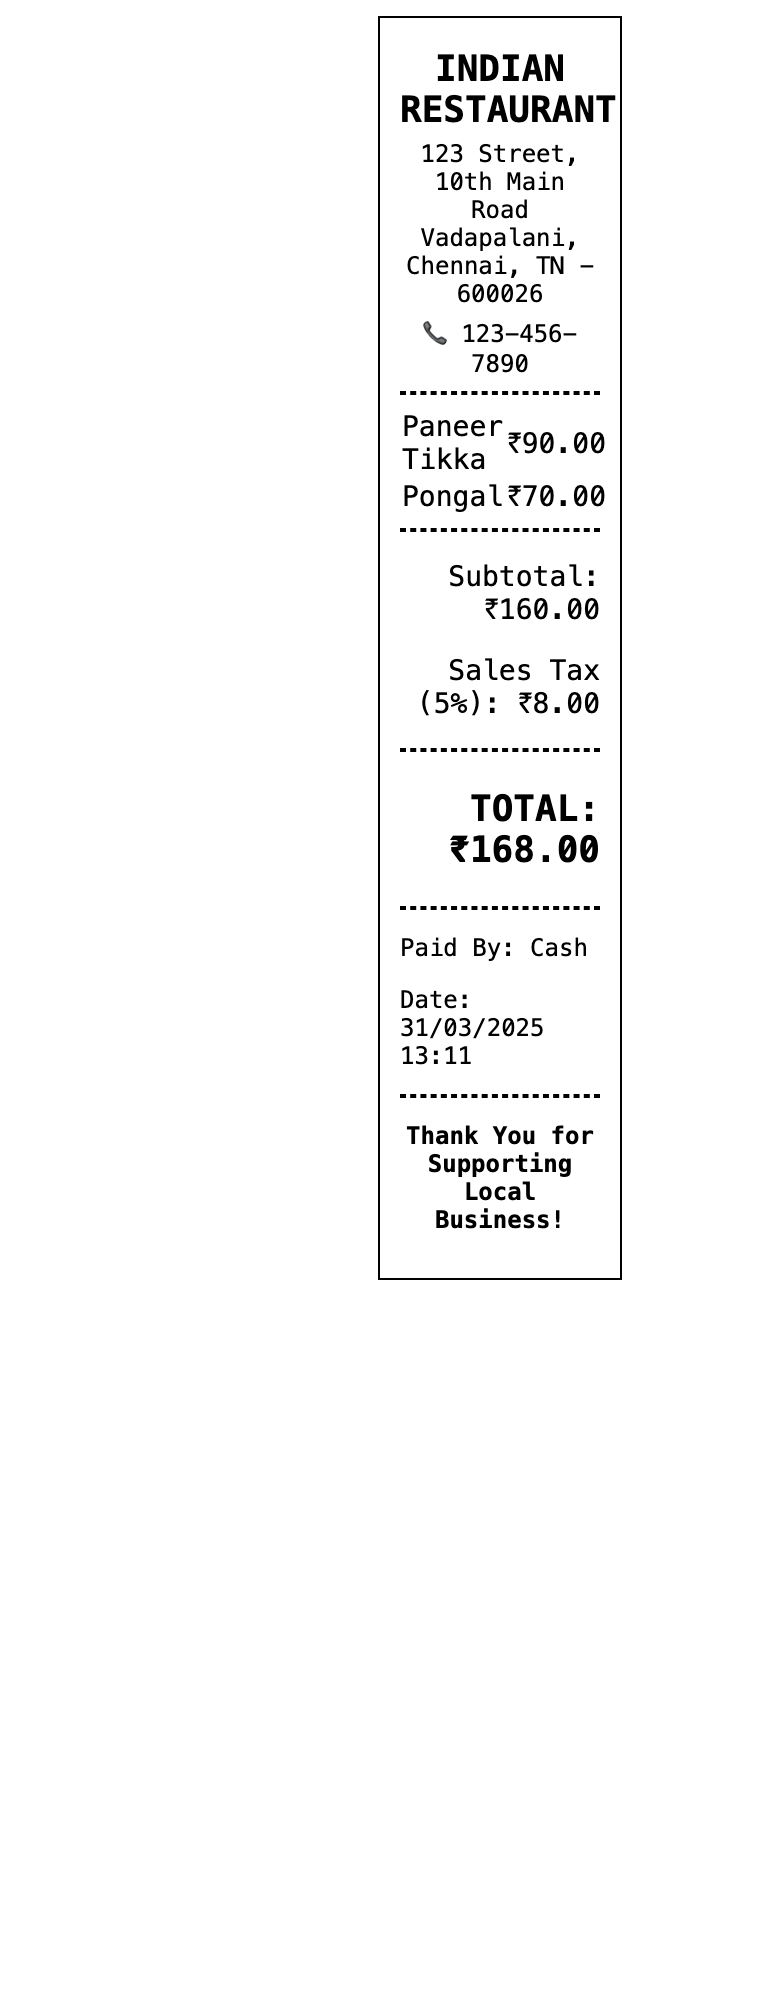 INDIAN
RESTAURANT
123 Street,
10th Main
Road
Vadapalani,
Chennai, TN -
600026
📞 123-456-
7890
Paneer
Tikka ₹90.00
Pongal ₹70.00
Subtotal:
₹160.00
Sales Tax
(5%): ₹8.00
TOTAL:
₹168.00
Paid By: Cash
Date:
31/03/2025
13:11
Thank You for
Supporting
Local
Business!